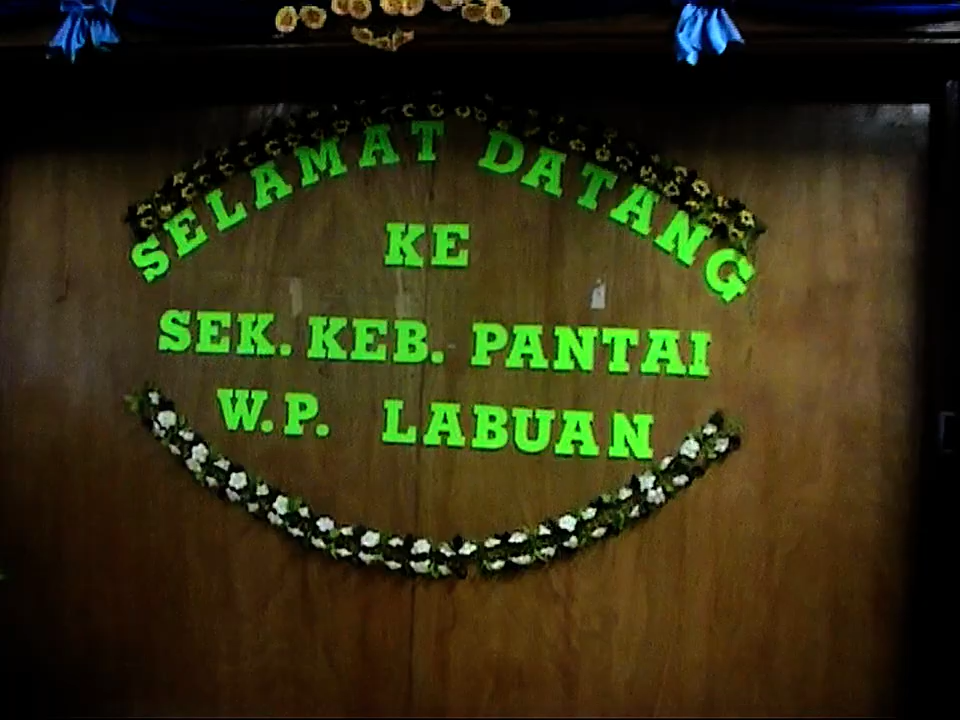 SELAMAT DATANG
KE
SEK. KEB. PANTAI
W.P. LABUAN